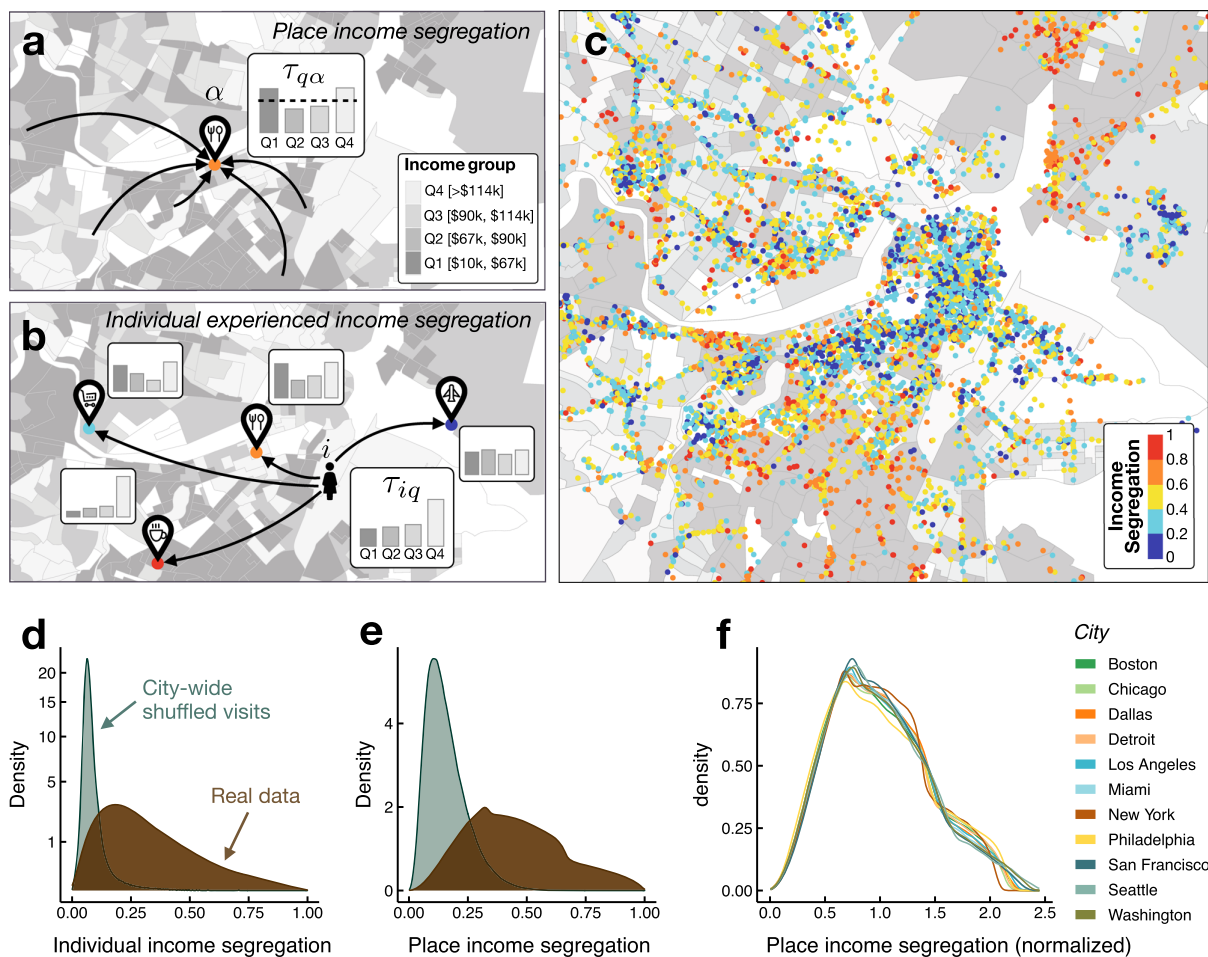 a
Place income segregation
α
τqα
Q1 Q2 Q3 Q4
Income group
Q4 [>$114k]
Q3 [$90k, $114k]
Q2 [$67k, $90k]
Q1 [$10k, $67k]
b
Individual experienced income segregation
i
τiq
Q1 Q2 Q3 Q4
c
Income
Segregation
1
0.8
0.6
0.4
0.2
0
d
Density
20
15
10
5
1
City-wide
shuffled visits
Real data
0.00 0.25 0.50 0.75 1.00
Individual income segregation
e
Density
4
2
0
0.00 0.25 0.50 0.75 1.00
Place income segregation
f
density
0.75
0.50
0.25
0.00
0.0 0.5 1.0 1.5 2.0 2.5
Place income segregation (normalized)
City
Boston
Chicago
Dallas
Detroit
Los Angeles
Miami
New York
Philadelphia
San Francisco
Seattle
Washington